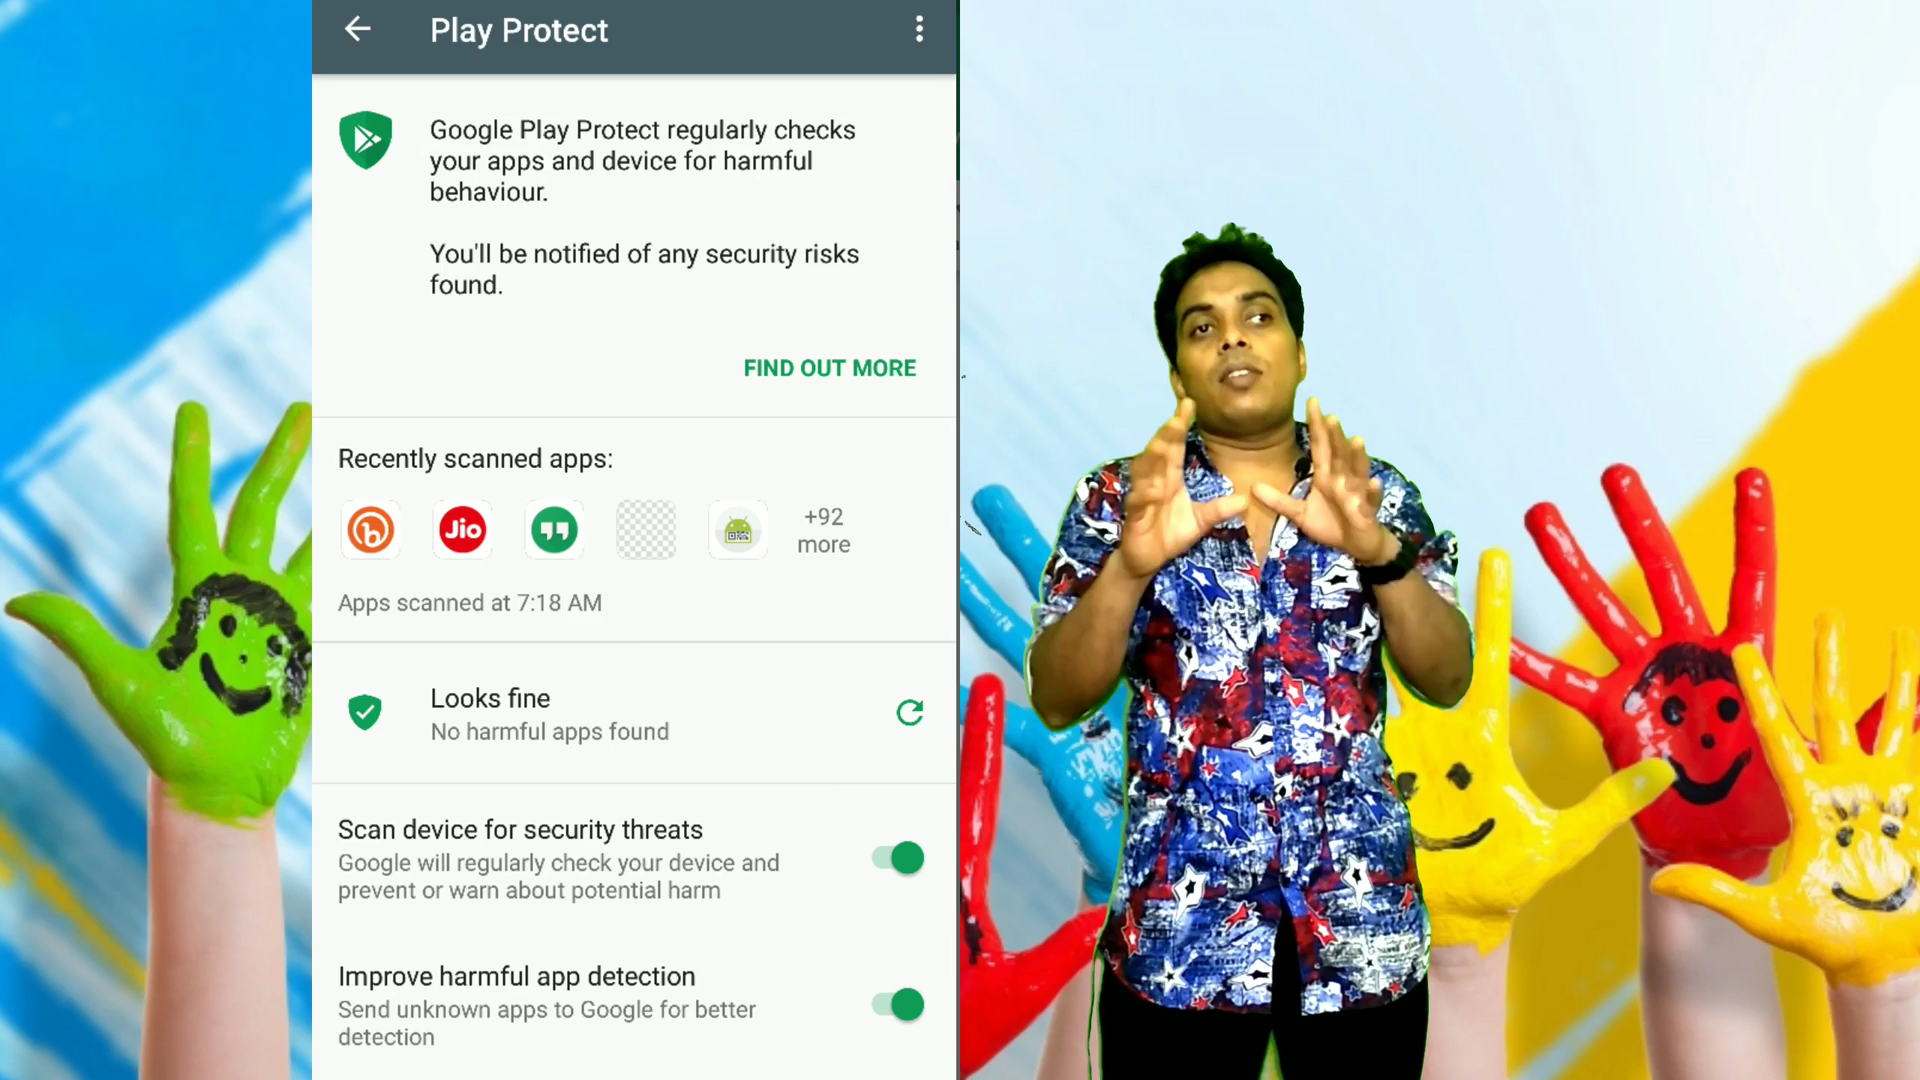 Play Protect
Google Play Protect regularly checks
your apps and device for harmful
behaviour.
You'll be notified of any security risks
found.
FIND OUT MORE
Recently scanned apps:
Jio
+92
more
Apps scanned at 7:18 AM
Looks fine
No harmful apps found
Scan device for security threats
Google will regularly check your device and
prevent or warn about potential harm
Improve harmful app detection
Send unknown apps to Google for better
detection